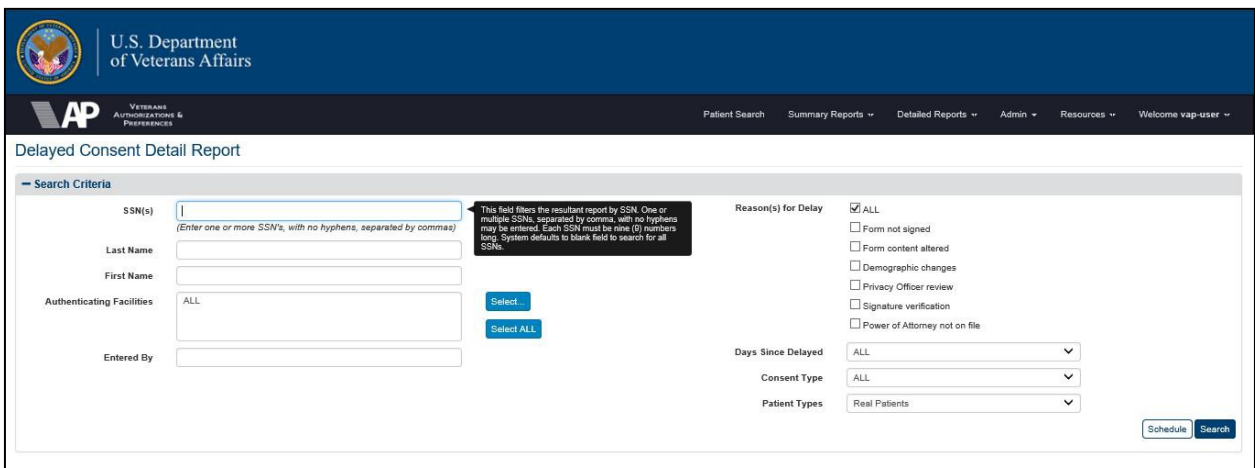 U.S. Department
of Veterans Affairs
VAP
VETERANS
AUTHORIZATIONS &
PREFERENCES
Patient Search Summary Reports Detailed Reports Admin Resources Welcome vap-user
Delayed Consent Detail Report
Search Criteria
SSN(s)
(Enter one or more SSN's, with no hyphens, separated by commas)
This field filters the resultant report by SSN. One or
multiple SSNs, separated by comma, with no hyphens
may be entered. Each SSN must be nine (9) numbers
long. System defaults to blank field to search for all
SSNs.
Last Name
First Name
Authenticating Facilities ALL
Select...
Select ALL
Entered By
Reason(s) for Delay ALL
Form not signed
Form content altered
Demographic changes
Privacy Officer review
Signature verification
Power of Attorney not on file
Days Since Delayed ALL
Consent Type ALL
Patient Types Real Patients
Schedule Search